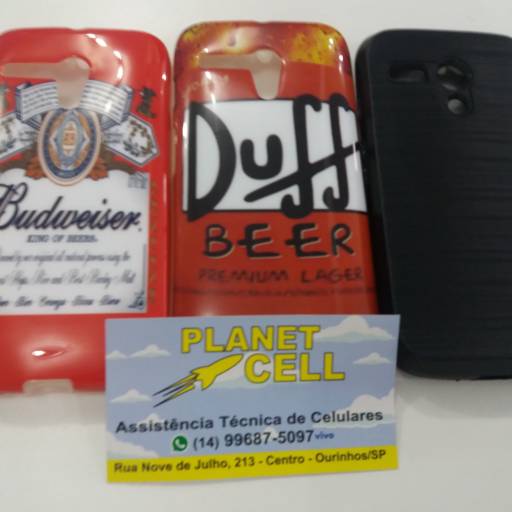 Budweiser
KING OF BEERS.
Duff
BEER
PREMIUM LAGER
PLANET
CELL
Assistência Técnica de Celulares
(14) 99687-5097 vivo
Rua Nove de Julho, 213 - Centro - Ourinhos/SP